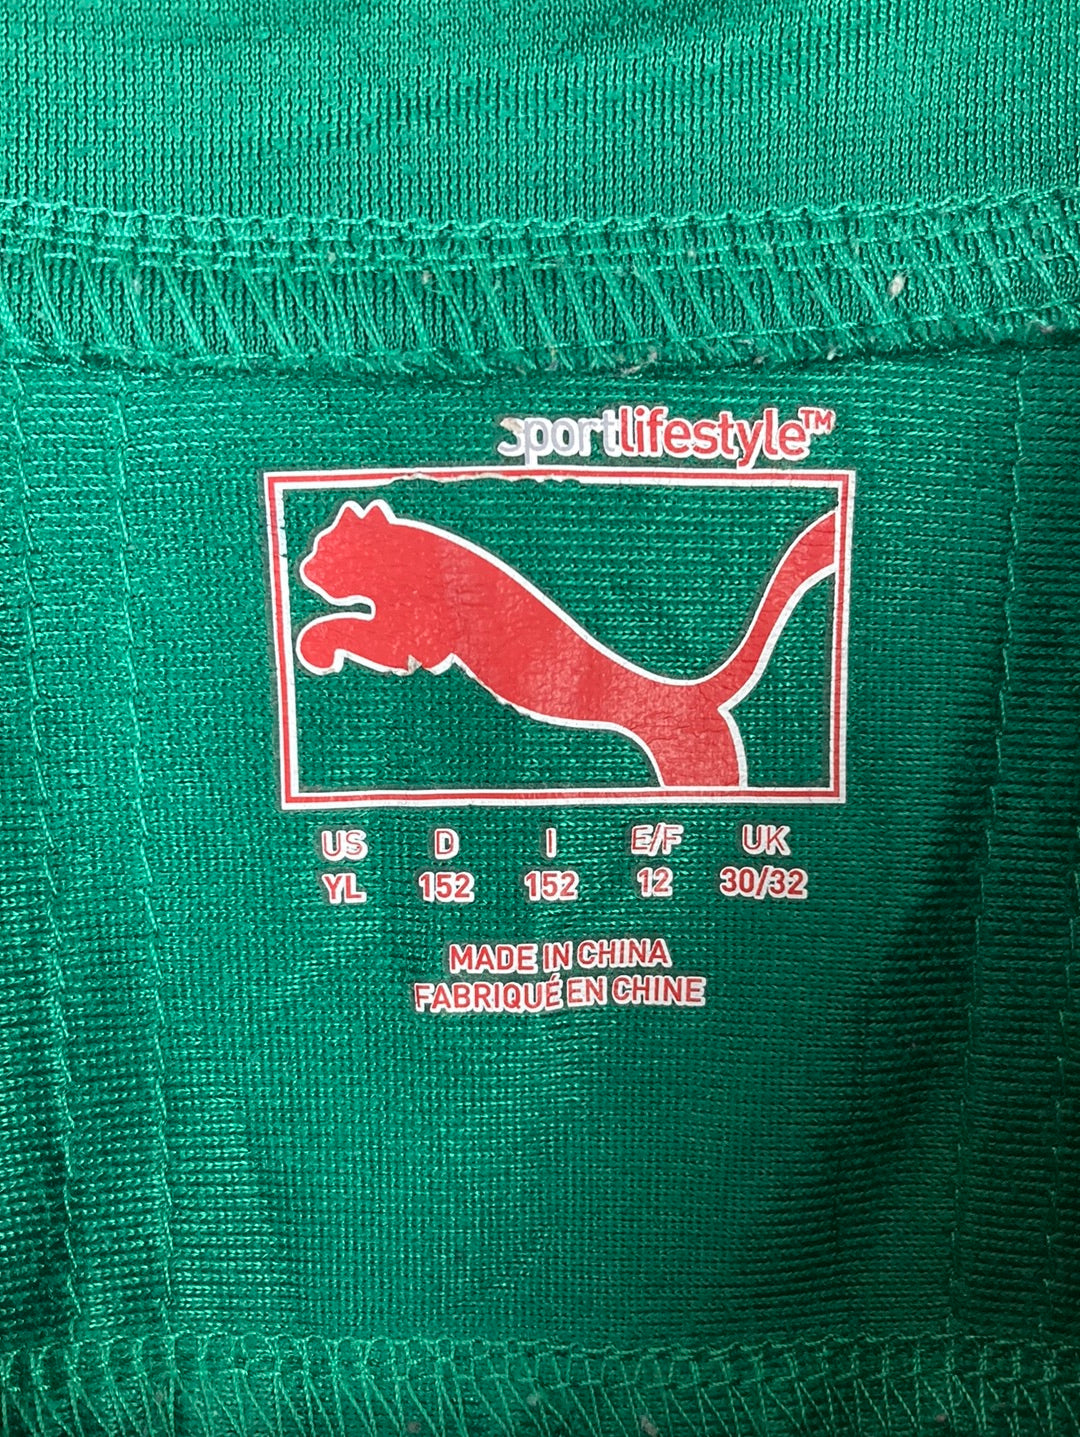 sportlifestyle™
US D I E/F UK
YL 152 152 12 30/32
MADE IN CHINA
FABRIQUÉ EN CHINE